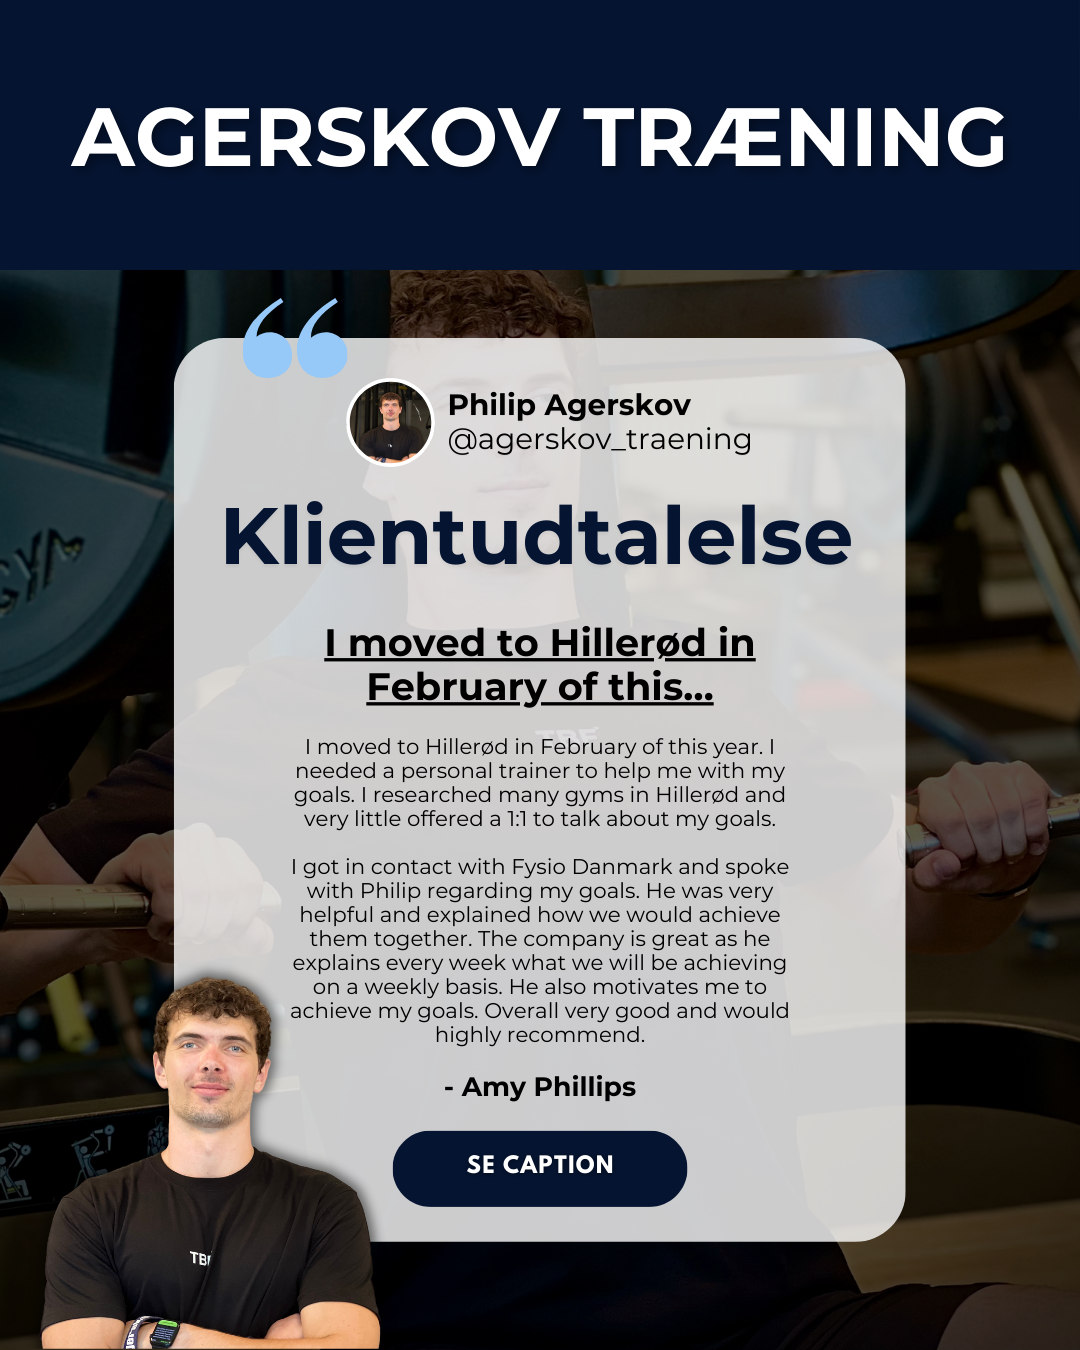 AGERSKOV TRÆNING
Philip Agerskov
@agerskov_traening
Klientudtalelse
I moved to Hillerød in
February of this...
TBF
I moved to Hillerød in February of this year. I
needed a personal trainer to help me with my
goals. I researched many gyms in Hillerød and
very little offered a 1:1 to talk about my goals.
I got in contact with Fysio Danmark and spoke
with Philip regarding my goals. He was very
helpful and explained how we would achieve
them together. The company is great as he
explains every week what we will be achieving
on a weekly basis. He also motivates me to
achieve my goals. Overall very good and would
highly recommend.
- Amy Phillips
SE CAPTION